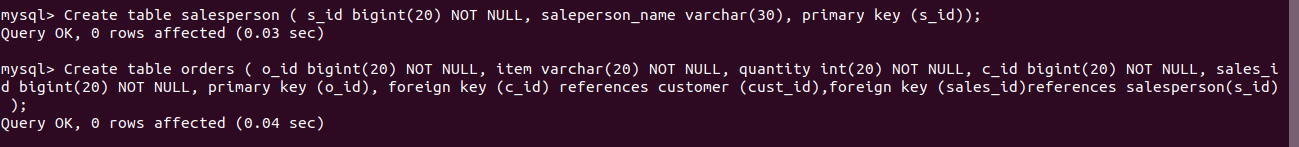 mysql> Create table salesperson ( s_id bigint(20) NOT NULL, saleperson_name varchar(30), primary key (s_id));
Query OK, 0 rows affected (0.03 sec)
mysql> Create table orders ( o_id bigint(20) NOT NULL, item varchar(20) NOT NULL, quantity int(20) NOT NULL, c_id bigint(20) NOT NULL, sales_i
d bigint(20) NOT NULL, primary key (o_id), foreign key (c_id) references customer (cust_id),foreign key (sales_id)references salesperson(s_id)
 );
Query OK, 0 rows affected (0.04 sec)